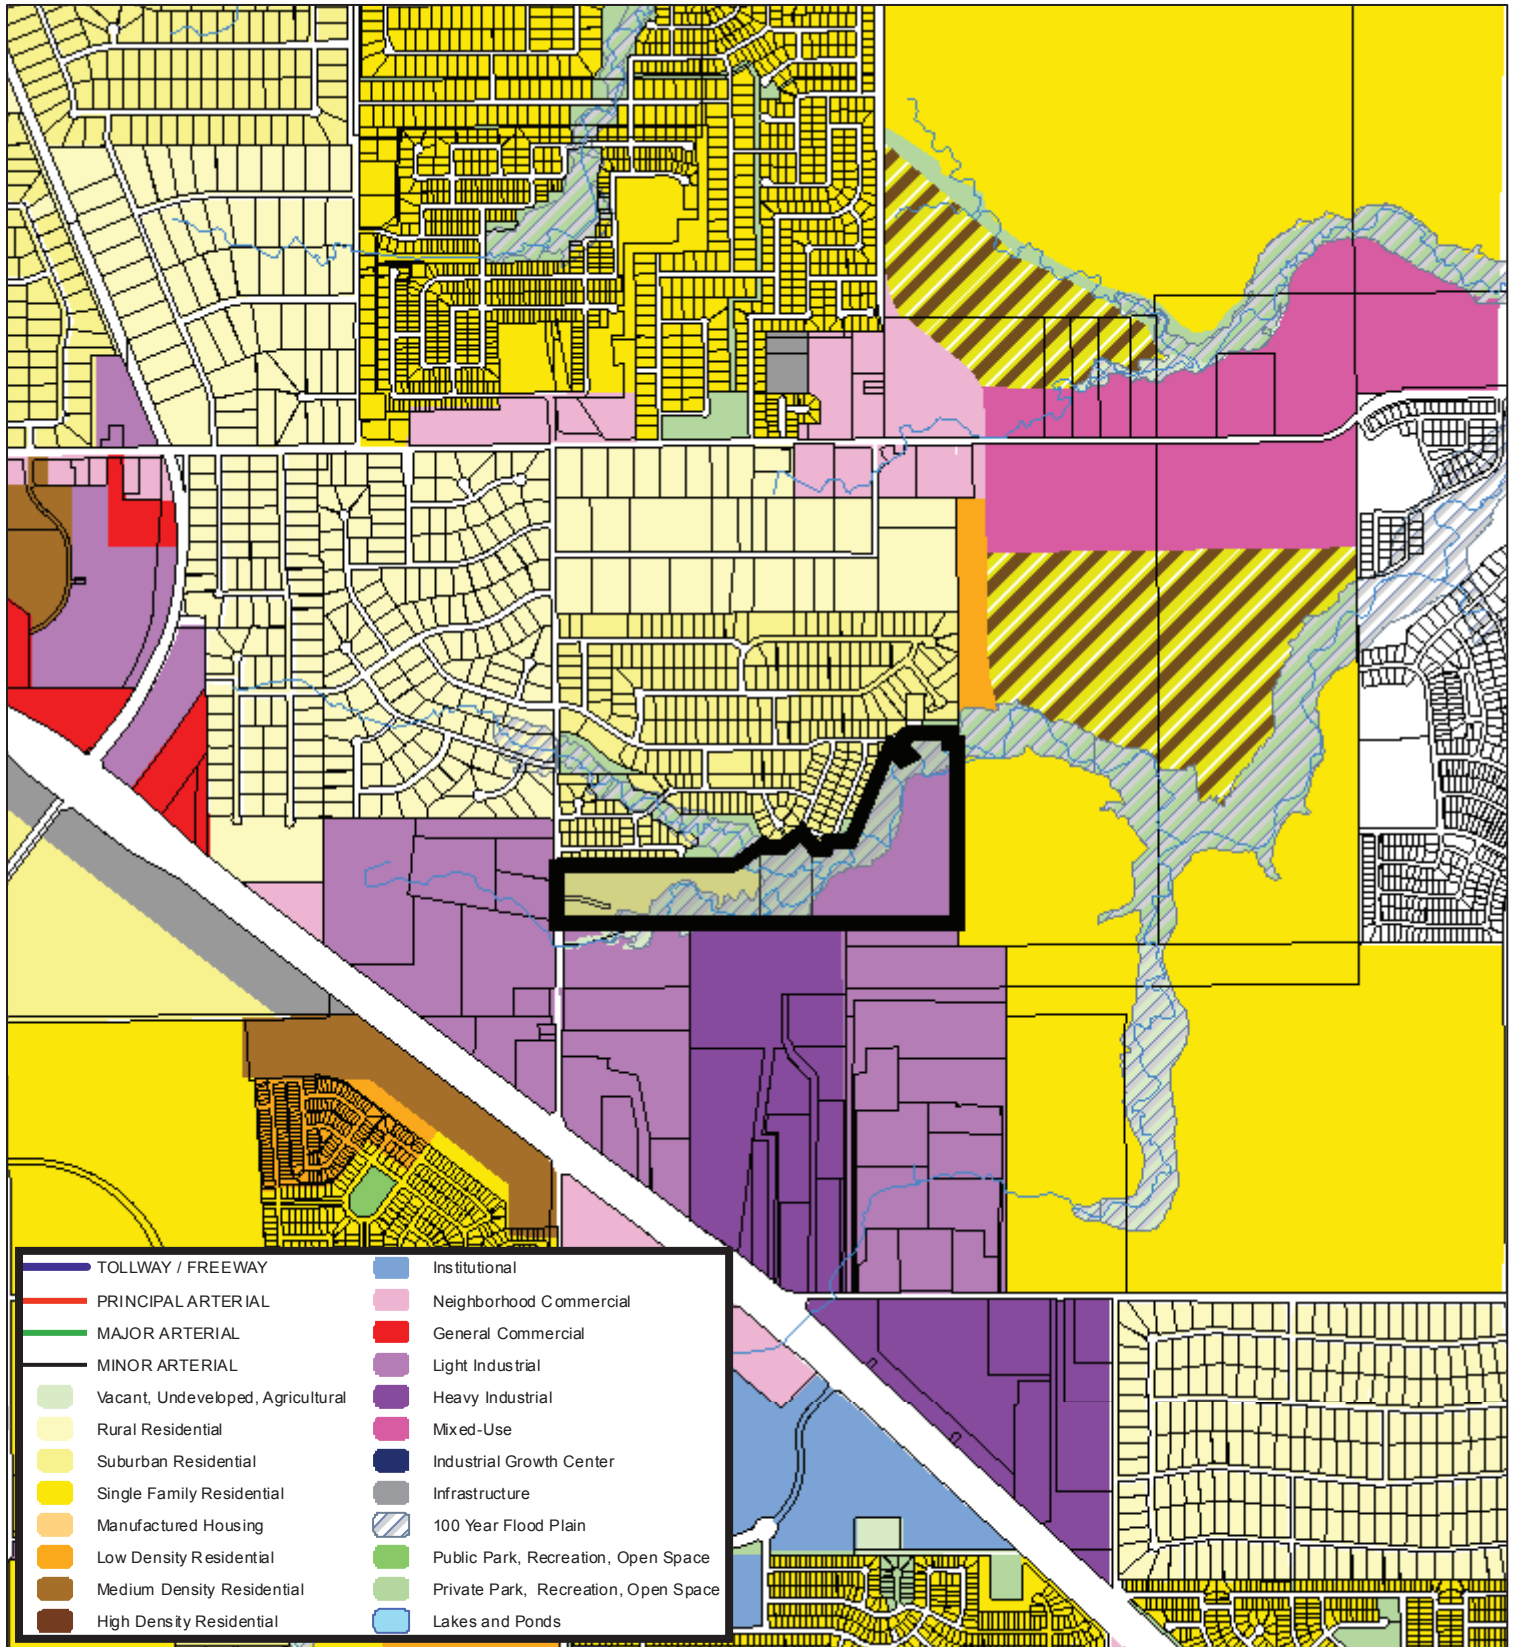 TOLLWAY / FREEWAY
PRINCIPAL ARTERIAL
MAJOR ARTERIAL
MINOR ARTERIAL
Vacant, Undeveloped, Agricultural
Rural Residential
Suburban Residential
Single Family Residential
Manufactured Housing
Low Density Residential
Medium Density Residential
High Density Residential
Institutional
Neighborhood Commercial
General Commercial
Light Industrial
Heavy Industrial
Mixed-Use
Industrial Growth Center
Infrastructure
100 Year Flood Plain
Public Park, Recreation, Open Space
Private Park, Recreation, Open Space
Lakes and Ponds